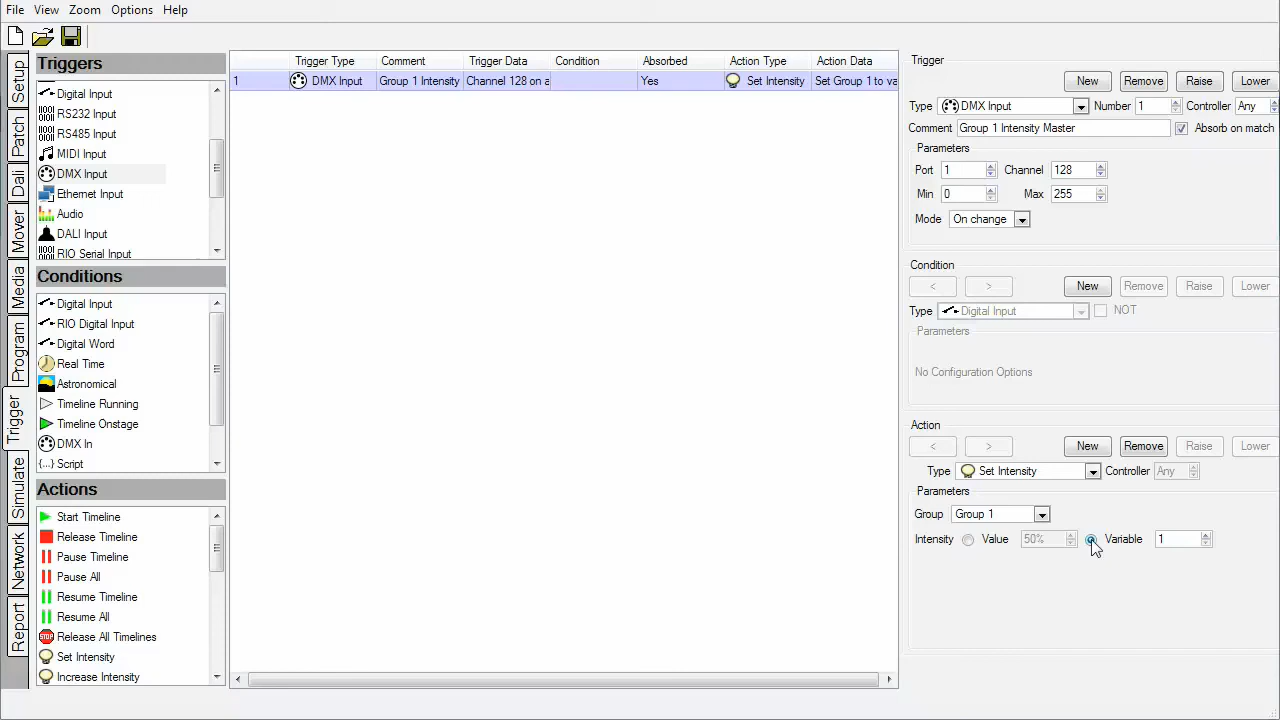 File View Zoom Options Help
Setup
Patch
Dali
Mover
Media
Program
Trigger
Simulate
Network
Report
Triggers
Digital Input
RS232 Input
RS485 Input
MIDI Input
DMX Input
Ethernet Input
Audio
DALI Input
RIO Serial Input
Conditions
Digital Input
RIO Digital Input
Digital Word
Real Time
Astronomical
Timeline Running
Timeline Onstage
DMX In
{...} Script
Actions
Start Timeline
Release Timeline
Pause Timeline
Pause All
Resume Timeline
Resume All
STOP Release All Timelines
Set Intensity
Increase Intensity
Trigger Type Comment Trigger Data Condition Absorbed Action Type Action Data
1 DMX Input Group 1 Intensity Channel 128 on a Yes Set Intensity Set Group 1 to va
Trigger
New Remove Raise Lower
Type DMX Input Number 1 Controller Any
Comment Group 1 Intensity Master Absorb on match
Parameters
Port 1 Channel 128
Min 0 Max 255
Mode On change
Condition
< > New Remove Raise Lower
Type Digital Input NOT
Parameters
No Configuration Options
Action
< > New Remove Raise Lower
Type Set Intensity Controller Any
Parameters
Group Group 1
Intensity Value 50% Variable 1